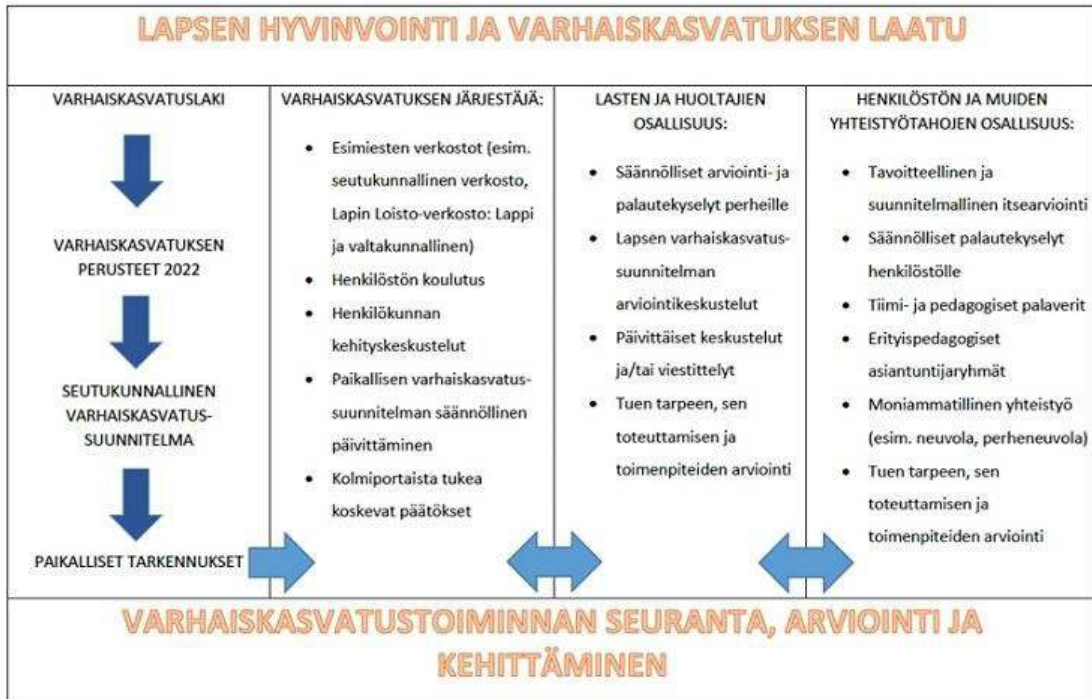 LAPSEN HYVINVOINTI JA VARHAISKASVATUKSEN LAATU
VARHAISKASVATUSLAKI
VARHAISKASVATUKSEN
PERUSTEET 2022
SEUTUKUNNALLINEN
VARHAISKASVATUS-
SUUNNITELMA
PAIKALLISET TARKENNUKSET
VARHAISKASVATUKSEN JÄRJESTÄJÄ:
• Esimiesten verkostot (esim.
seutukunnallinen verkosto,
Lapin Loisto-verkosto: Lappi
ja valtakunnallinen)
• Henkilöstön koulutus
• Henkilökunnan
kehityskeskustelut
• Paikallisen varhaiskasvatus-
suunnitelman säännöllinen
päivittäminen
• Kolmiportaista tukea
koskevat päätökset
LASTEN JA HUOLTAJIEN
OSALLISUUS:
• Säännölliset arviointi- ja
palautekyselyt perheille
• Lapsen varhaiskasvatus-
suunnitelman
arviointikeskustelut
• Päivittäiset keskustelut
ja/tai viestittelyt
• Tuen tarpeen, sen
toteuttamisen ja
toimenpiteiden arviointi
HENKILÖSTÖN JA MUIDEN
YHTEISTYÖTAHOJEN OSALLISUUS:
• Tavoitteellinen ja
suunnitelmallinen itsearviointi
• Säännölliset palautekyselyt
henkilöstölle
• Tiimi- ja pedagogiset palaverit
• Erityispedagogiset
asiantuntijaryhmät
• Moniammatillinen yhteistyö
(esim. neuvola, perheneuvola)
• Tuen tarpeen, sen
toteuttamisen ja
toimenpiteiden arviointi
VARHAISKASVATUSTOIMINNAN SEURANTA, ARVIOINTI JA
KEHITTÄMINEN